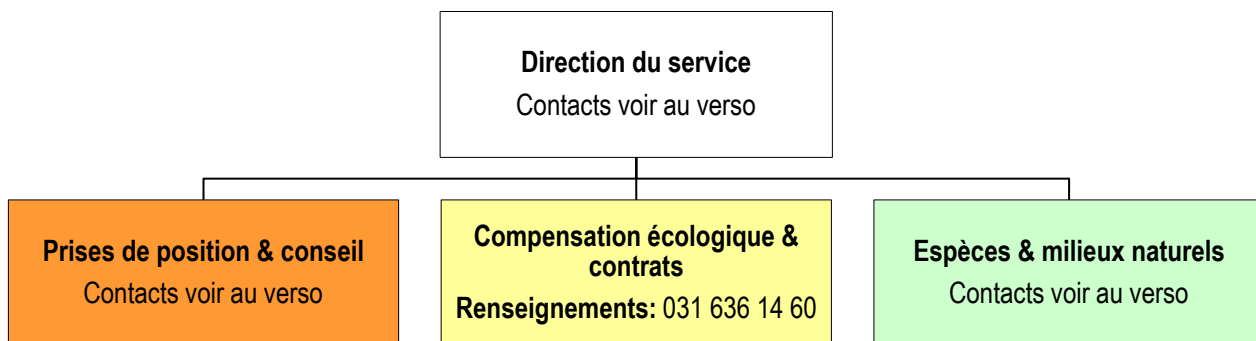 Direction du service
Contacts voir au verso
Prises de position & conseil
Contacts voir au verso
Compensation écologique &
contrats
Renseignements: 031 636 14 60
Espèces & milieux naturels
Contacts voir au verso